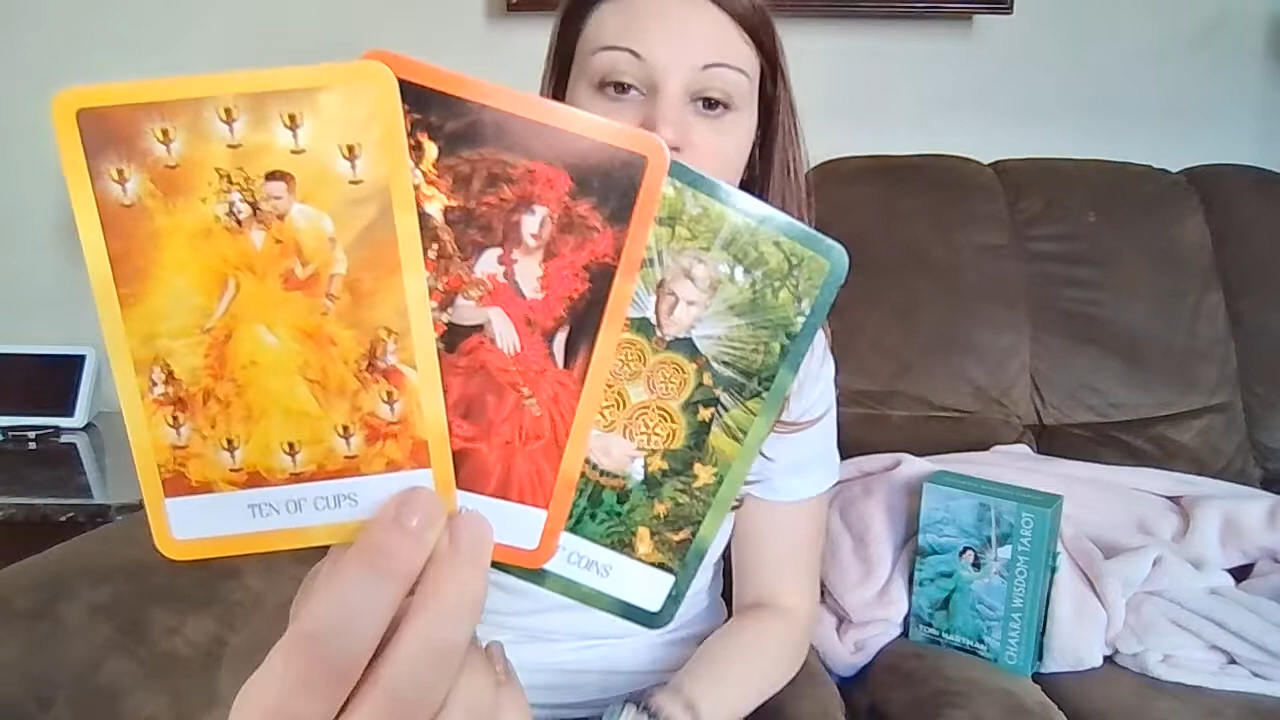 TEN OF CUPS
COINS
TORI HARTMAN
CHAKRA WISDOM TAROT